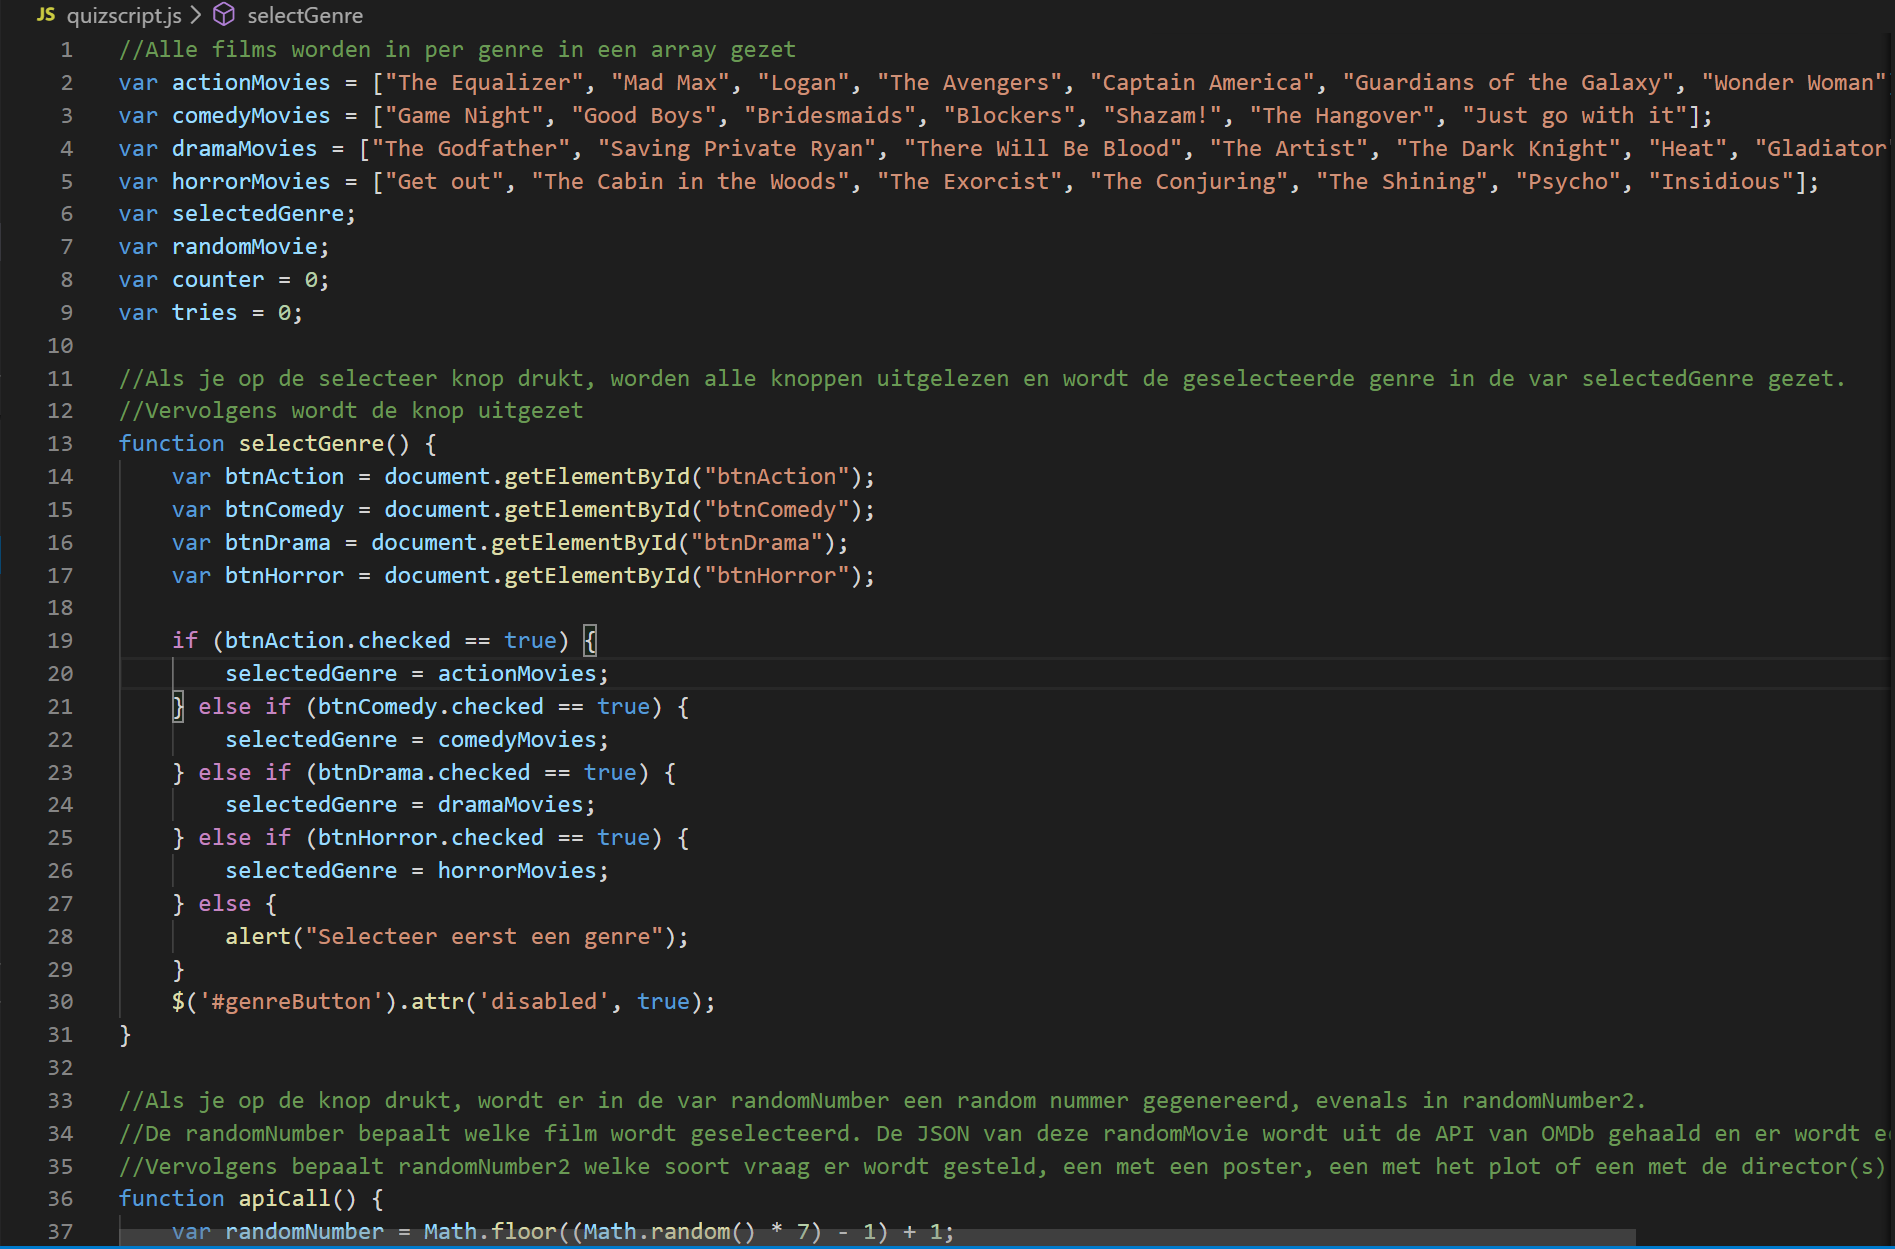 JS quizscript.js > selectGenre
1 //Alle films worden in per genre in een array gezet
2 var actionMovies = ["The Equalizer", "Mad Max", "Logan", "The Avengers", "Captain America", "Guardians of the Galaxy", "Wonder Woman"
3 var comedyMovies = ["Game Night", "Good Boys", "Bridesmaids", "Blockers", "Shazam!", "The Hangover", "Just go with it"];
4 var dramaMovies = ["The Godfather", "Saving Private Ryan", "There Will Be Blood", "The Artist", "The Dark Knight", "Heat", "Gladiator
5 var horrorMovies = ["Get out", "The Cabin in the Woods", "The Exorcist", "The Conjuring", "The Shining", "Psycho", "Insidious"];
6 var selectedGenre;
7 var randomMovie;
8 var counter = 0;
9 var tries = 0;
10
11 //Als je op de selecteer knop drukt, worden alle knoppen uitgelezen en wordt de geselecteerde genre in de var selectedGenre gezet.
12 //Vervolgens wordt de knop uitgezet
13 function selectGenre() {
14     var btnAction = document.getElementById("btnAction");
15     var btnComedy = document.getElementById("btnComedy");
16     var btnDrama = document.getElementById("btnDrama");
17     var btnHorror = document.getElementById("btnHorror");
18
19     if (btnAction.checked == true) {
20         selectedGenre = actionMovies;
21     } else if (btnComedy.checked == true) {
22         selectedGenre = comedyMovies;
23     } else if (btnDrama.checked == true) {
24         selectedGenre = dramaMovies;
25     } else if (btnHorror.checked == true) {
26         selectedGenre = horrorMovies;
27     } else {
28         alert("Selecteer eerst een genre");
29     }
30     $('#genreButton').attr('disabled', true);
31 }
32
33 //Als je op de knop drukt, wordt er in de var randomNumber een random nummer gegenereerd, evenals in randomNumber2.
34 //De randomNumber bepaalt welke film wordt geselecteerd. De JSON van deze randomMovie wordt uit de API van OMDb gehaald en er wordt
35 //Vervolgens bepaalt randomNumber2 welke soort vraag er wordt gesteld, een met een poster, een met het plot of een met de director(s)
36 function apiCall() {
37     var randomNumber = Math.floor((Math.random() * 7) - 1) + 1;